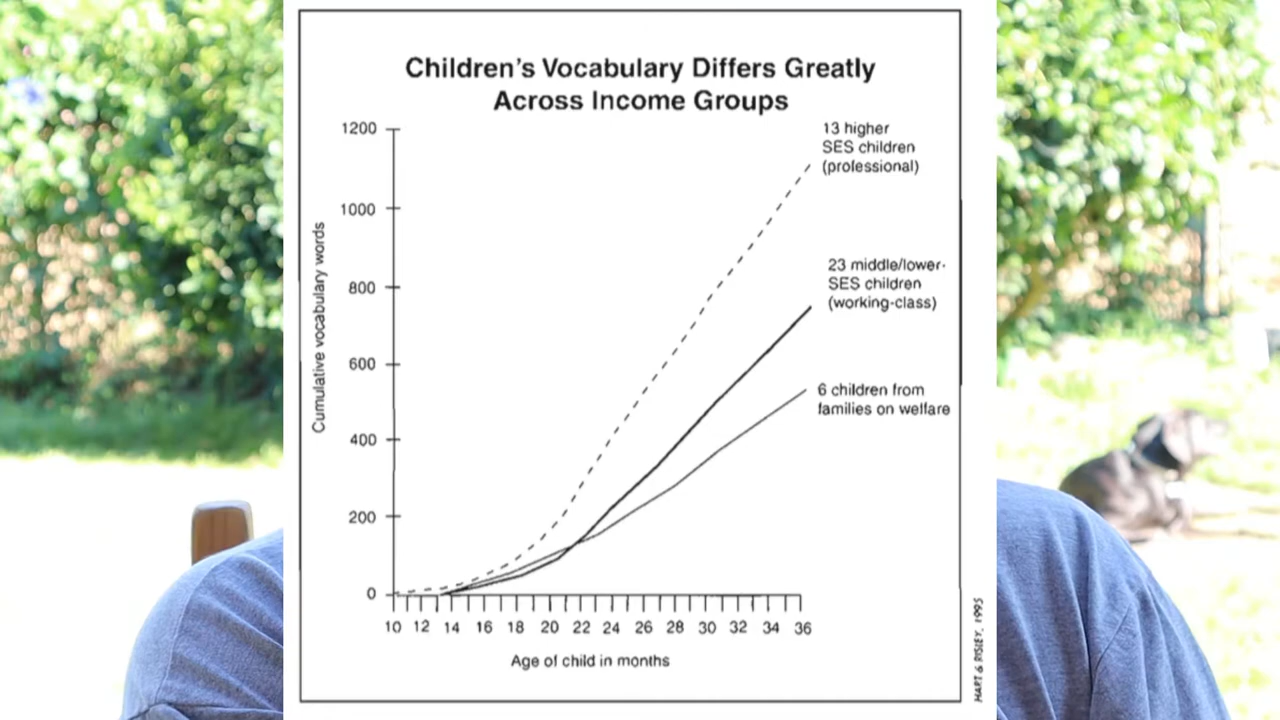 Children's Vocabulary Differs Greatly
Across Income Groups
1200
1000
800
600
400
200
0
Cumulative vocabulary words
13 higher
SES children
(professional)
23 middle/lower-
SES children
(working-class)
6 children from
families on welfare
10 12 14 16 18 20 22 24 26 28 30 32 34 36
Age of child in months
HART & RISLEY, 1995